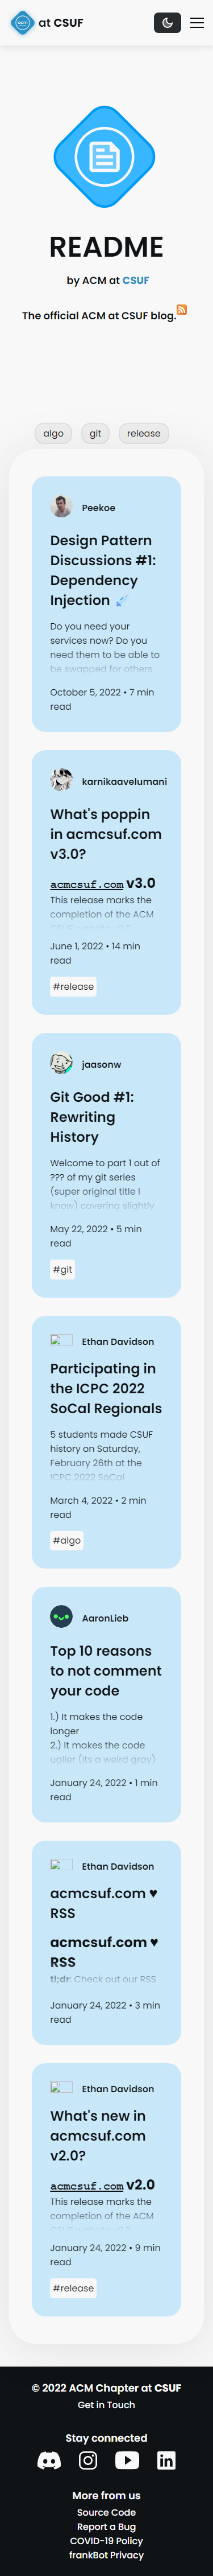 acm
at CSUF
README
by ACM at CSUF
The official ACM at CSUF blog.
algo
git
release
Peekoe
Design Pattern
Discussions #1:
Dependency
Injection 💉
Do you need your
services now? Do you
need them to be able to
be swapped for others
October 5, 2022 • 7 min
read
karnikaavelumani
What's poppin
in acmcsuf.com
v3.0?
acmcsuf.com v3.0
This release marks the
completion of the ACM
CSUF website v3.0
June 1, 2022 • 14 min
read
#release
jaasonw
Git Good #1:
Rewriting
History
Welcome to part 1 out of
??? of my git series
(super original title I
know) covering slightly
May 22, 2022 • 5 min
read
#git
Ethan Davidson
Participating in
the ICPC 2022
SoCal Regionals
5 students made CSUF
history on Saturday,
February 26th at the
ICPC 2022 SoCal
March 4, 2022 • 2 min
read
#algo
AaronLieb
Top 10 reasons
to not comment
your code
1.) It makes the code
longer
2.) It makes the code
uglier (its a weird gray)
January 24, 2022 • 1 min
read
Ethan Davidson
acmcsuf.com ♥
RSS
acmcsuf.com ♥
RSS
tl;dr: Check out our RSS
January 24, 2022 • 3 min
read
Ethan Davidson
What's new in
acmcsuf.com
v2.0?
acmcsuf.com v2.0
This release marks the
completion of the ACM
CSUF website v2.0
January 24, 2022 • 9 min
read
#release
© 2022 ACM Chapter at CSUF
Get in Touch
Stay connected
More from us
Source Code
Report a Bug
COVID-19 Policy
frankBot Privacy